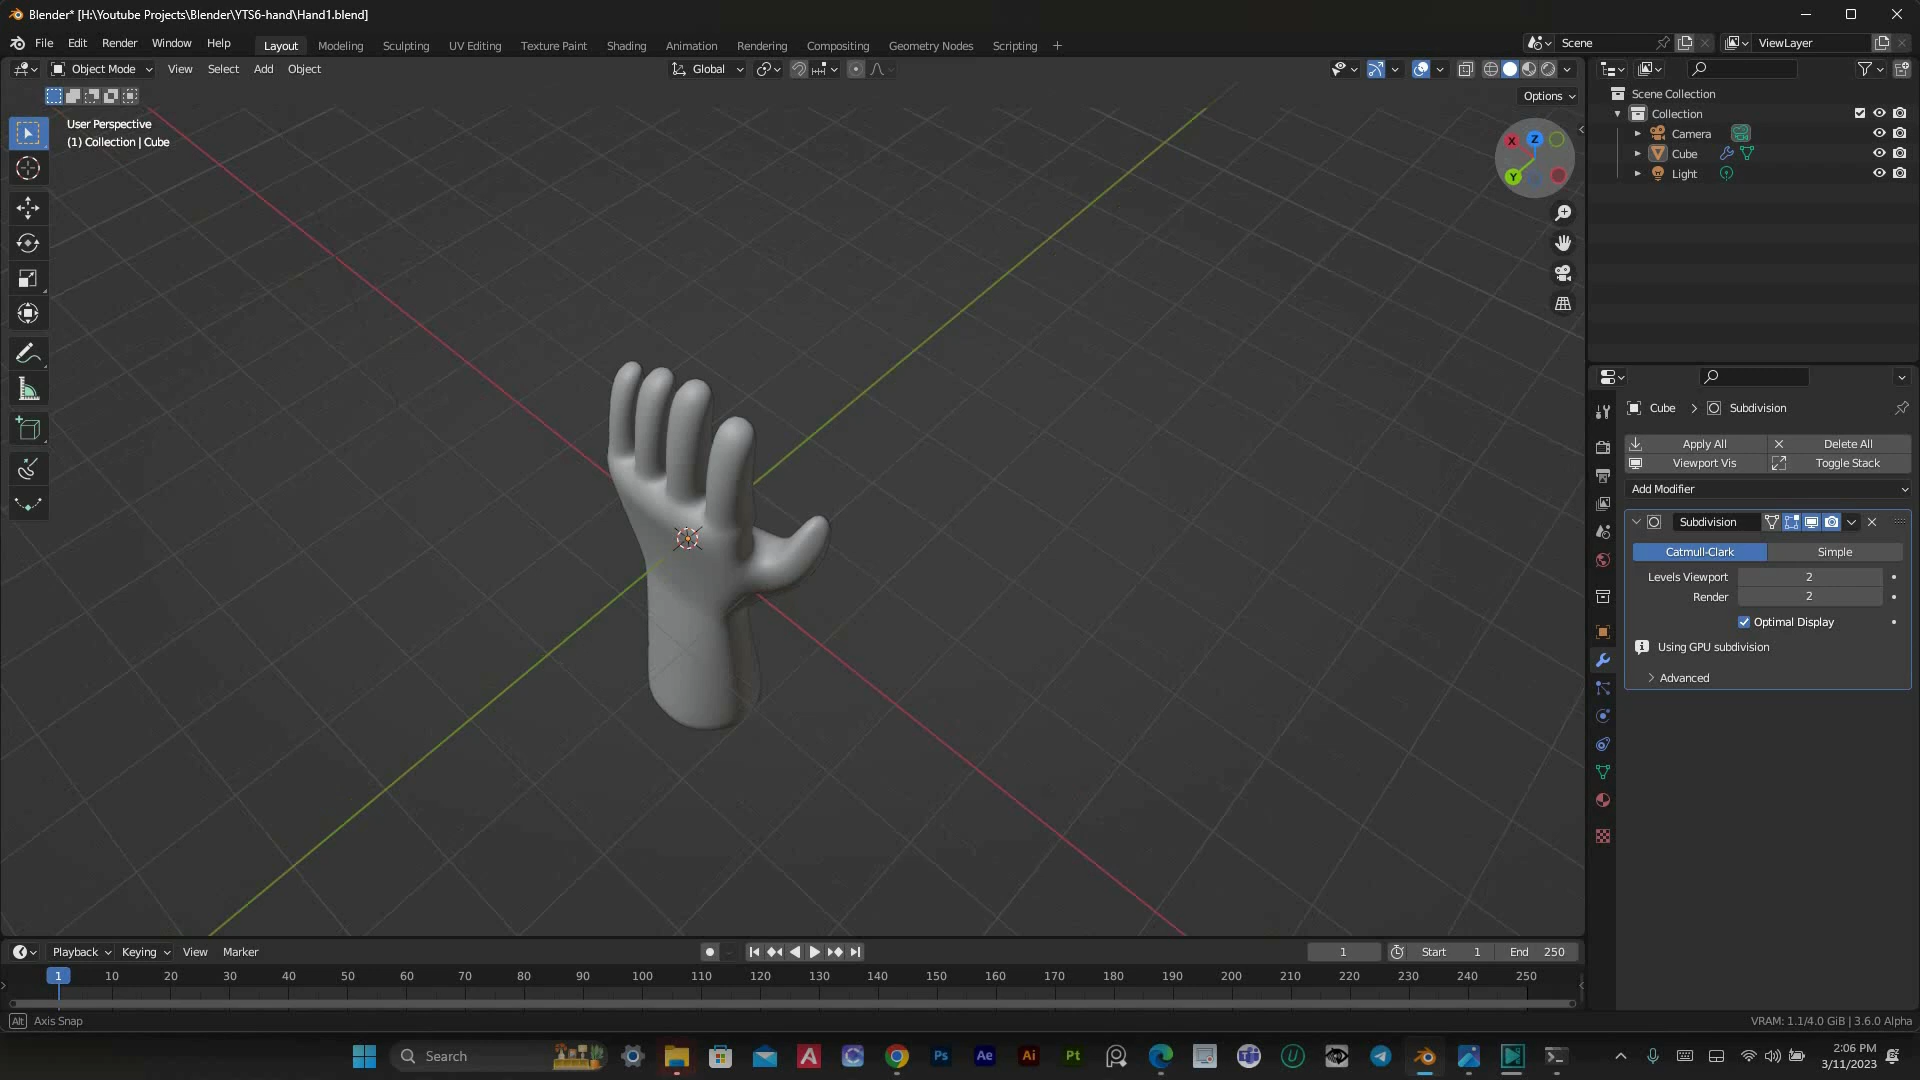 Blender* [H:\Youtube Projects\Blender\YTS6-hand\Hand1.blend]
File Edit Render Window Help Layout Modeling Sculpting UV Editing Texture Paint Shading Animation Rendering Compositing Geometry Nodes Scripting + Scene ViewLayer
Object Mode View Select Add Object Global
Options
User Perspective
(1) Collection | Cube
X Z Y
Scene Collection
Collection
Camera
Cube
Light
Cube > Subdivision
Apply All Delete All
Viewport Vis Toggle Stack
Add Modifier
Subdivision
Catmull-Clark Simple
Levels Viewport 2
Render 2
Optimal Display
Using GPU subdivision
Advanced
Playback Keying View Marker 1 Start 1 End 250
1 10 20 30 40 50 60 70 80 90 100 110 120 130 140 150 160 170 180 190 200 210 220 230 240 250
Alt Axis Snap VRAM: 1.1/4.0 GiB | 3.6.0 Alpha
Search Ps Ae Ai Pt 2:06 PM
3/11/2023